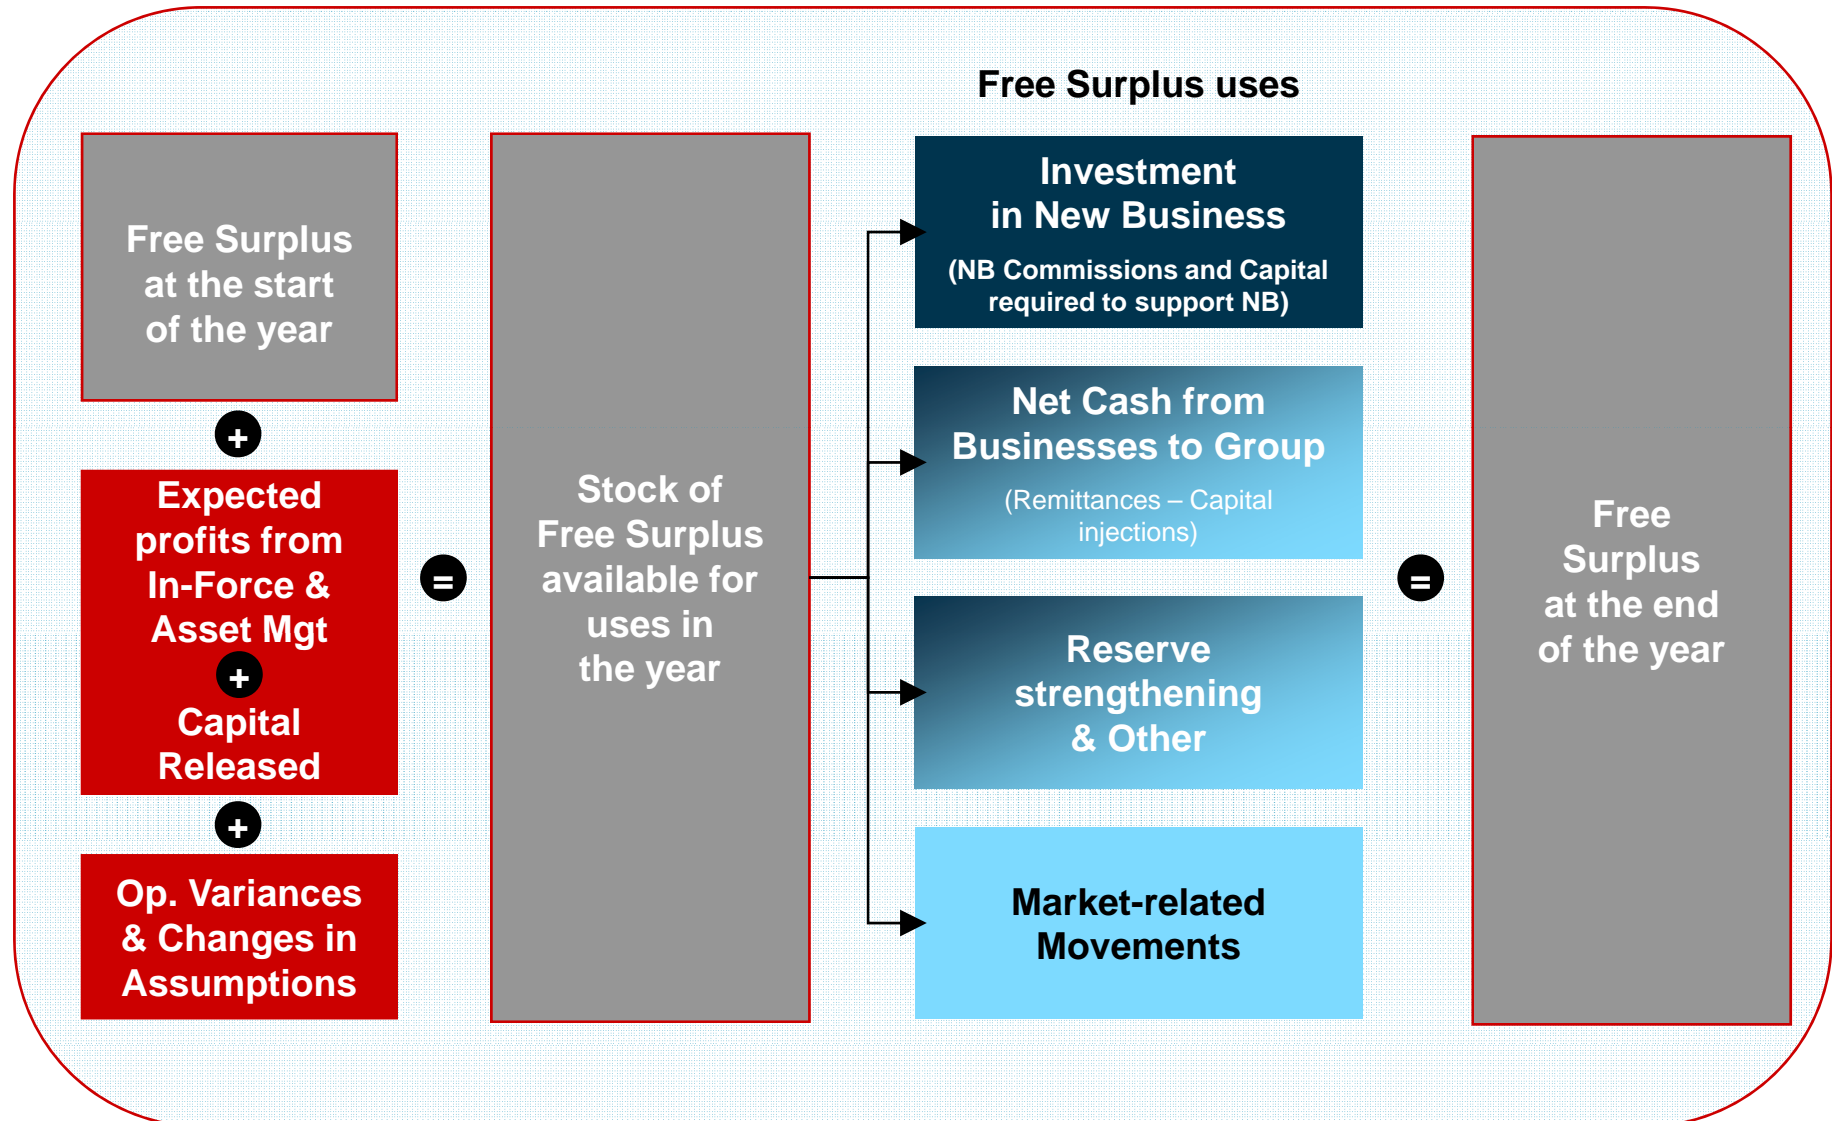 Free Surplus uses
Free Surplus
at the start
of the year
+
Expected
profits from
In-Force &
Asset Mgt
+
Capital
Released
+
Op. Variances
& Changes in
Assumptions
=
Stock of
Free Surplus
available for
uses in
the year
Investment
in New Business
(NB Commissions and Capital
required to support NB)
Net Cash from
Businesses to Group
(Remittances – Capital
injections)
Reserve
strengthening
& Other
Market-related
Movements
=
Free
Surplus
at the end
of the year